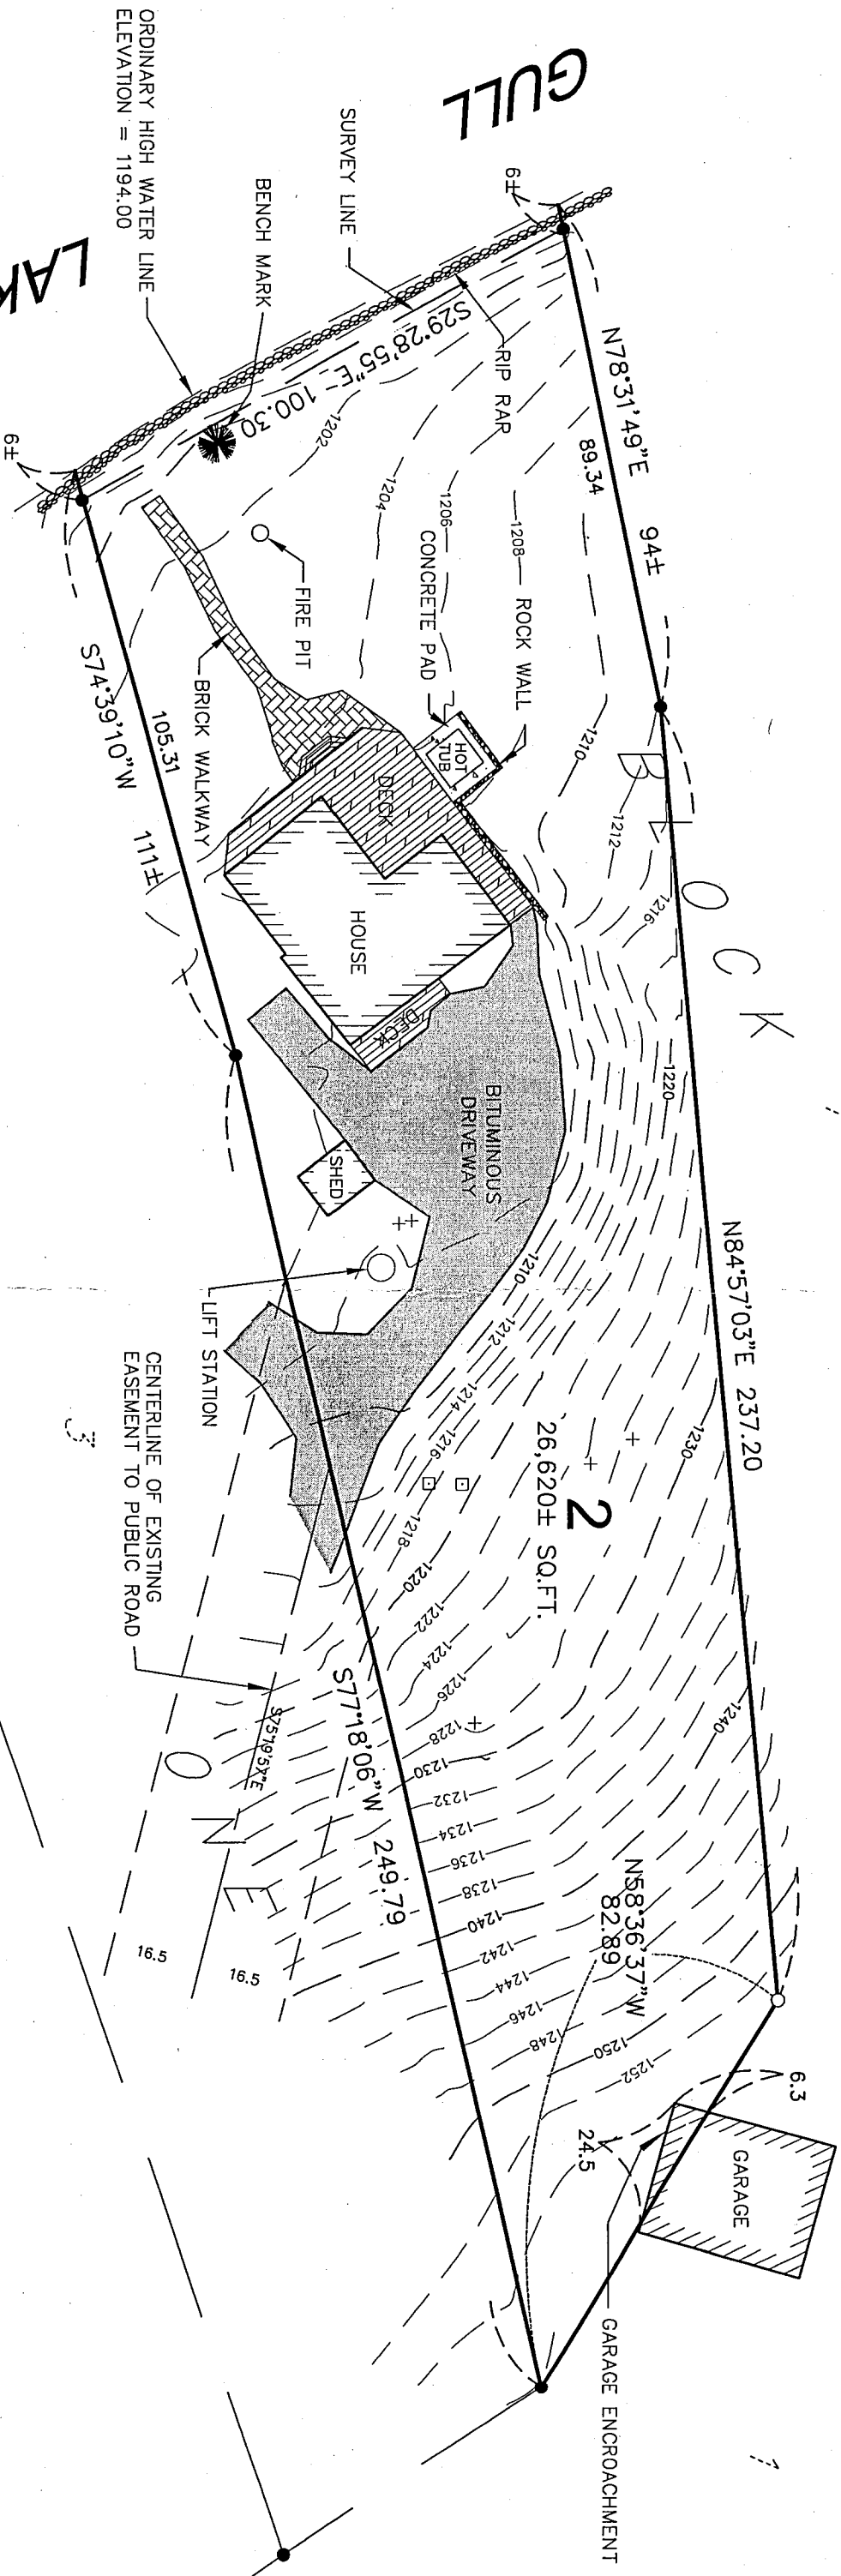 GULL
LAK
ORDINARY HIGH WATER LINE
ELEVATION = 1194.00
BENCH MARK
SURVEY LINE
6±
6±
RIP RAP
S29°28'55"E 100.30
N78°31'49"E
89.34
94±
1202
1204
1206
1208
1210
1212
1216
1220
ROCK WALL
CONCRETE PAD
HOT
TUB
FIRE PIT
BRICK WALKWAY
S74°39'10"W
105.31
111±
DECK
HOUSE
DECK
BLOCK
BITUMINOUS
DRIVEWAY
SHED
LIFT STATION
CENTERLINE OF EXISTING
EASEMENT TO PUBLIC ROAD
3
N84°57'03"E 237.20
2
26,620± SQ.FT.
1210
1212
1214
1216
1218
1220
1222
1224
1226
1228
1230
1232
1234
1236
1238
1240
1242
1244
1246
1248
1250
1252
1230
1240
S77°18'06"W 249.79
S75°19'57"E
ONE
16.5
16.5
N58°36'37"W
82.89
6.3
24.5
GARAGE
GARAGE ENCROACHMENT
1